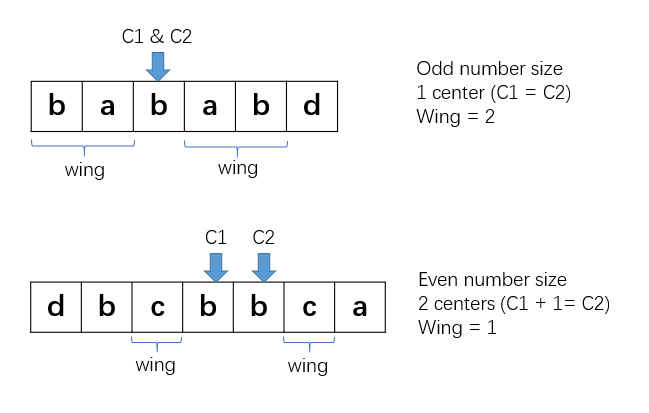 C1 & C2
b a b a b d
wing
wing
Odd number size
1 center (C1 = C2)
Wing = 2
C1 C2
d b c b b c a
wing
wing
Even number size
2 centers (C1 + 1= C2)
Wing = 1